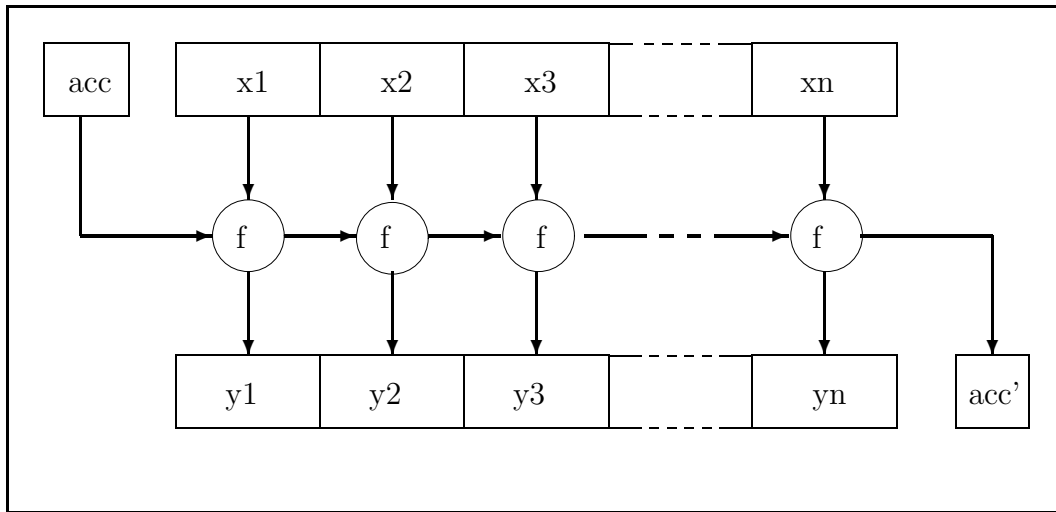 acc x1 x2 x3 xn
f f f f
y1 y2 y3 yn acc'